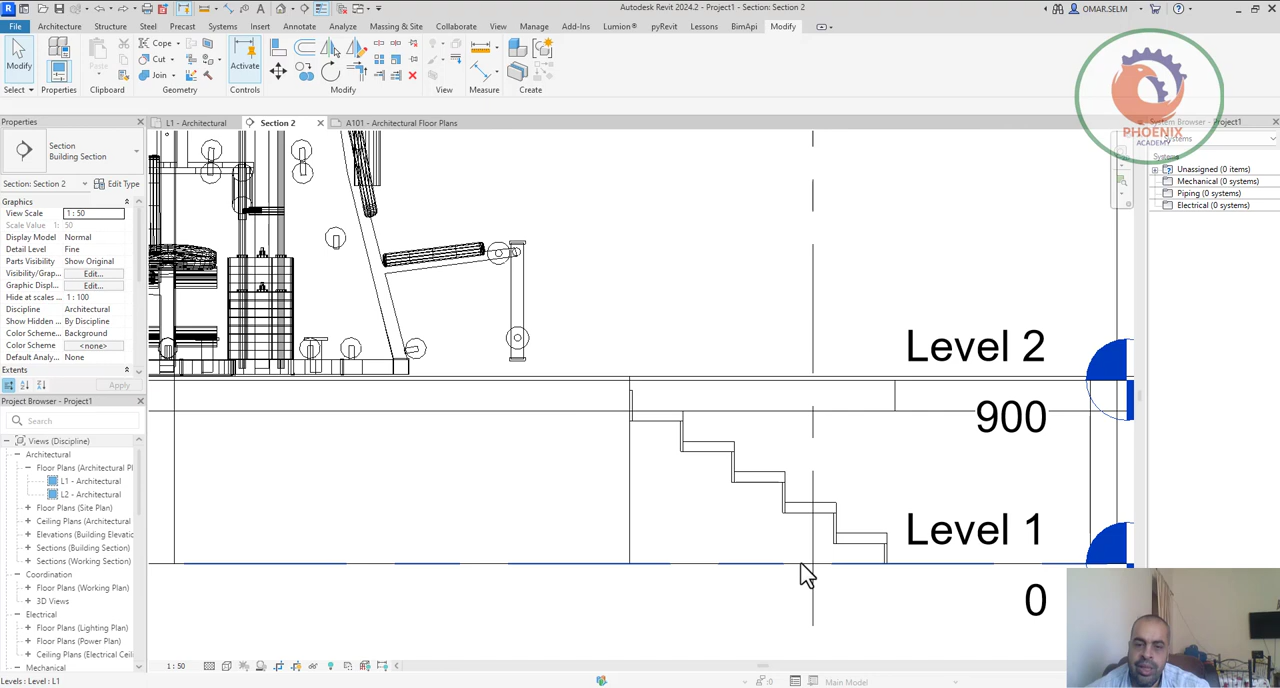 Autodesk Revit 2024.2 - Project1 - Section: Section 2
OMAR.SELM
File Architecture Structure Steel Precast Systems Insert Annotate Analyze Massing & Site Collaborate View Manage Add-Ins Lumion® pyRevit Lessons BimApi Modify
Cope
Cut
Join
Modify Properties Paste Activate
Select Clipboard Geometry Controls Modify View Measure Create
Properties
L1 - Architectural Section 2 A101 - Architectural Floor Plans
System Browser - Project1
PHOENIX
ACADEMY
Section
Building Section
Section: Section 2 Edit Type
Graphics
View Scale 1 : 50
Scale Value 1: 50
Display Model Normal
Detail Level Fine
Parts Visibility Show Original
Visibility/Grap... Edit...
Graphic Displ... Edit...
Hide at scales ... 1 : 100
Discipline Architectural
Show Hidden ... By Discipline
Color Scheme... Background
Color Scheme <none>
Default Analy... None
Extents
Apply
Systems
Unassigned (0 items)
Mechanical (0 systems)
Piping (0 systems)
Electrical (0 systems)
Level 2
900
Level 1
0
Project Browser - Project1
Search
Views (Discipline)
Architectural
Floor Plans (Architectural Pl
L1 - Architectural
L2 - Architectural
Floor Plans (Site Plan)
Ceiling Plans (Architectural
Elevations (Building Elevatio
Sections (Building Section)
Sections (Working Section)
Coordination
Floor Plans (Working Plan)
3D Views
Electrical
Floor Plans (Lighting Plan)
Floor Plans (Power Plan)
Ceiling Plans (Electrical Ceili
Mechanical
1 : 50
Levels : Level : L1
:0
Main Model